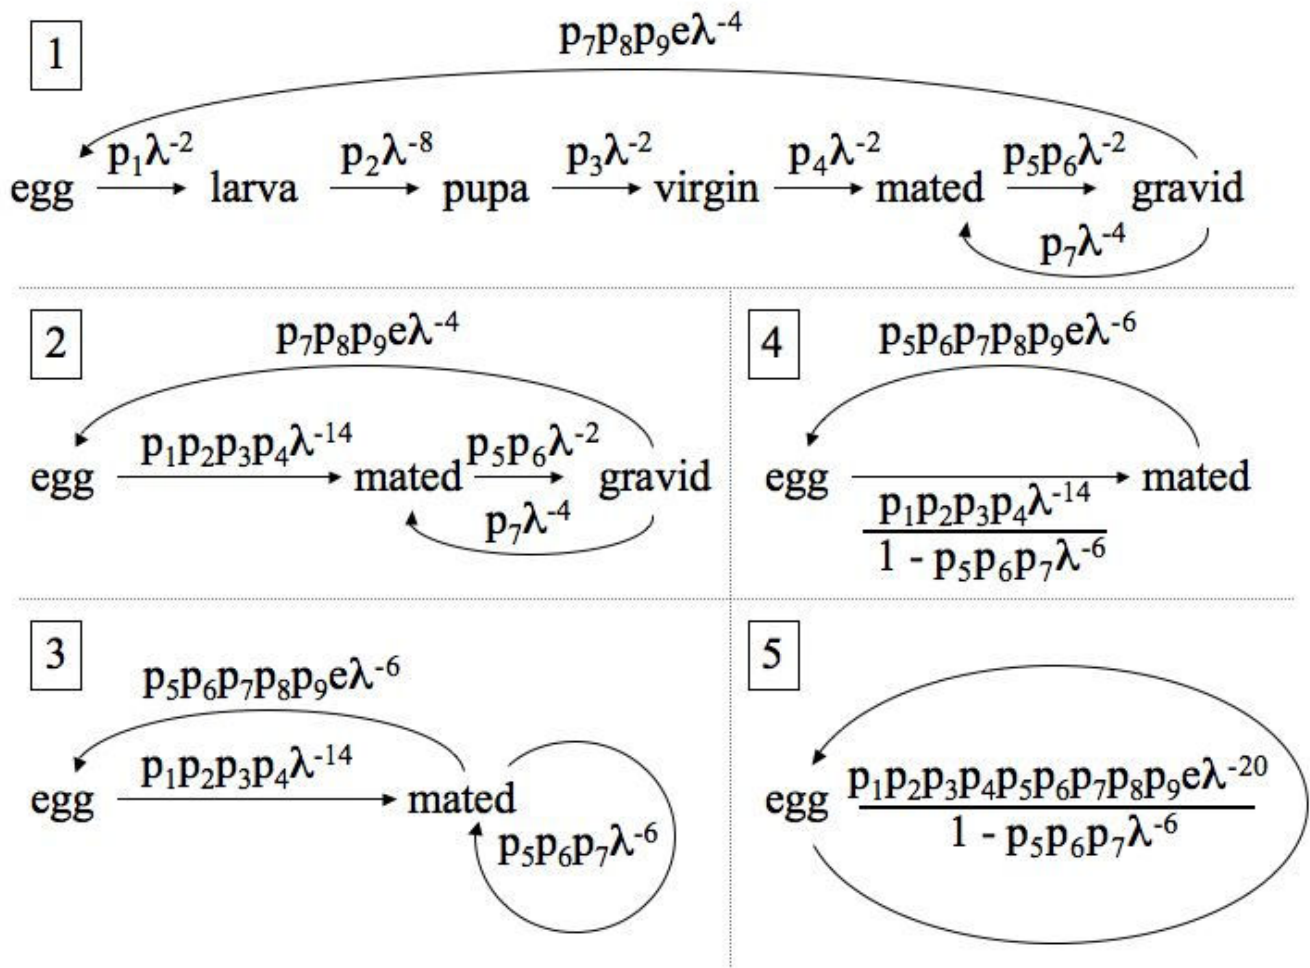 1
p₇p₈p₉eλ⁻⁴
p₁λ⁻² p₂λ⁻⁸ p₃λ⁻² p₄λ⁻² p₅p₆λ⁻²
egg larva pupa virgin mated gravid
p₇λ⁻⁴
2
p₇p₈p₉eλ⁻⁴
p₁p₂p₃p₄λ⁻¹⁴ p₅p₆λ⁻²
egg mated gravid
p₇λ⁻⁴
3
p₅p₆p₇p₈p₉eλ⁻⁶
p₁p₂p₃p₄λ⁻¹⁴
egg mated
p₅p₆p₇λ⁻⁶
4
p₅p₆p₇p₈p₉eλ⁻⁶
egg mated
p₁p₂p₃p₄λ⁻¹⁴
1 - p₅p₆p₇λ⁻⁶
5
p₁p₂p₃p₄p₅p₆p₇p₈p₉eλ⁻²⁰
egg
1 - p₅p₆p₇λ⁻⁶